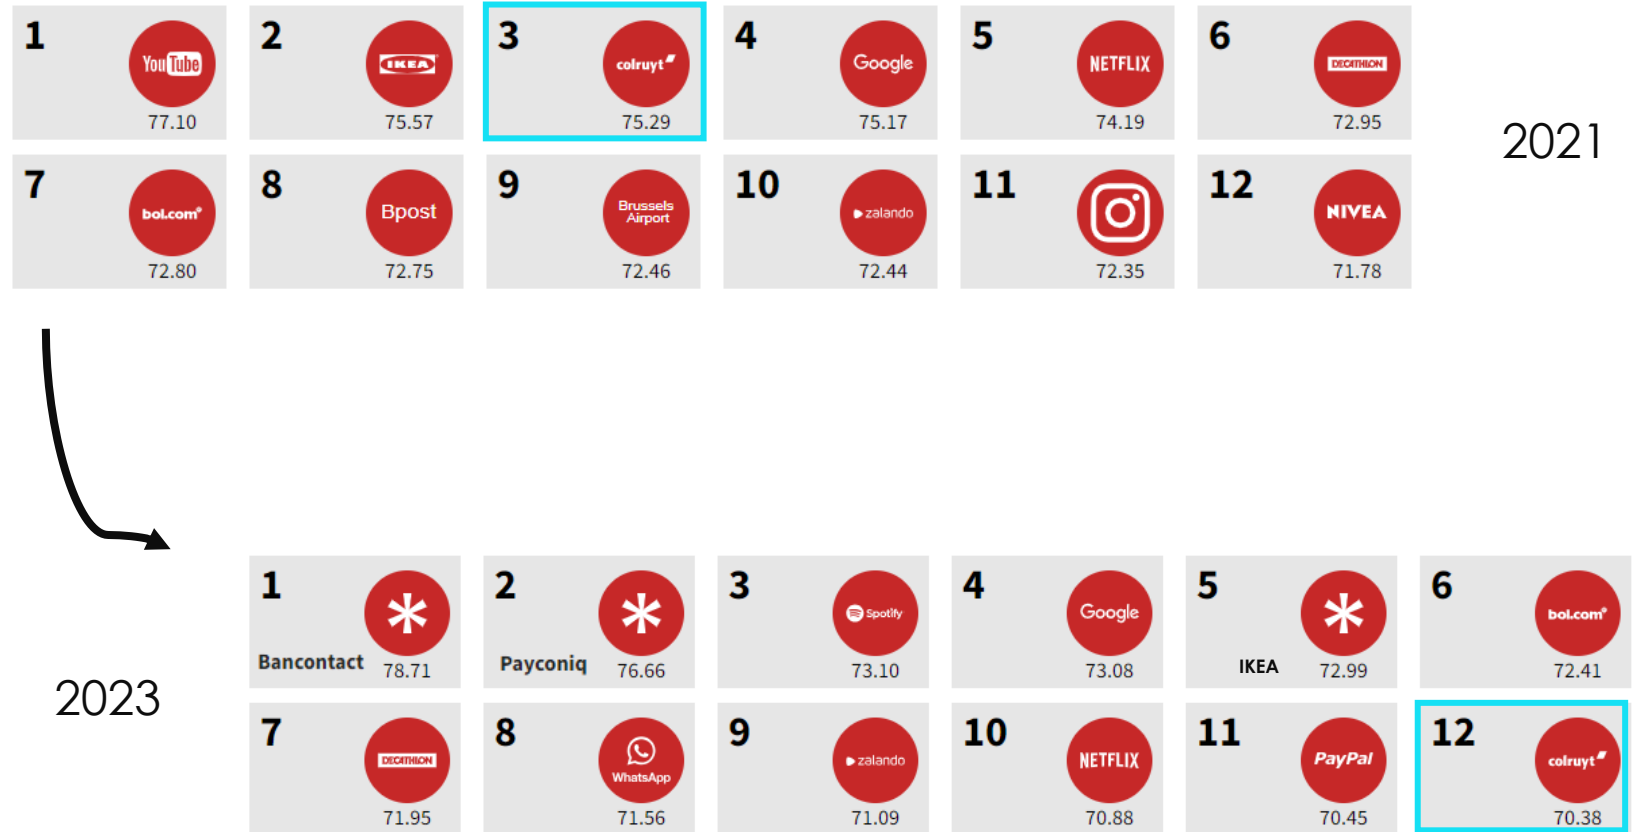 1
YouTube
77.10
2
IKEA
75.57
3
colruyt
75.29
4
Google
75.17
5
NETFLIX
74.19
6
DECATHLON
72.95
2021
7
bol.com
72.80
8
Bpost
72.75
9
Brussels
Airport
72.46
10
zalando
72.44
11
72.35
12
NIVEA
71.78
2023
1
Bancontact
78.71
2
Payconiq
76.66
3
Spotify
73.10
4
Google
73.08
5
IKEA
72.99
6
bol.com
72.41
7
DECATHLON
71.95
8
WhatsApp
71.56
9
zalando
71.09
10
NETFLIX
70.88
11
PayPal
70.45
12
colruyt
70.38